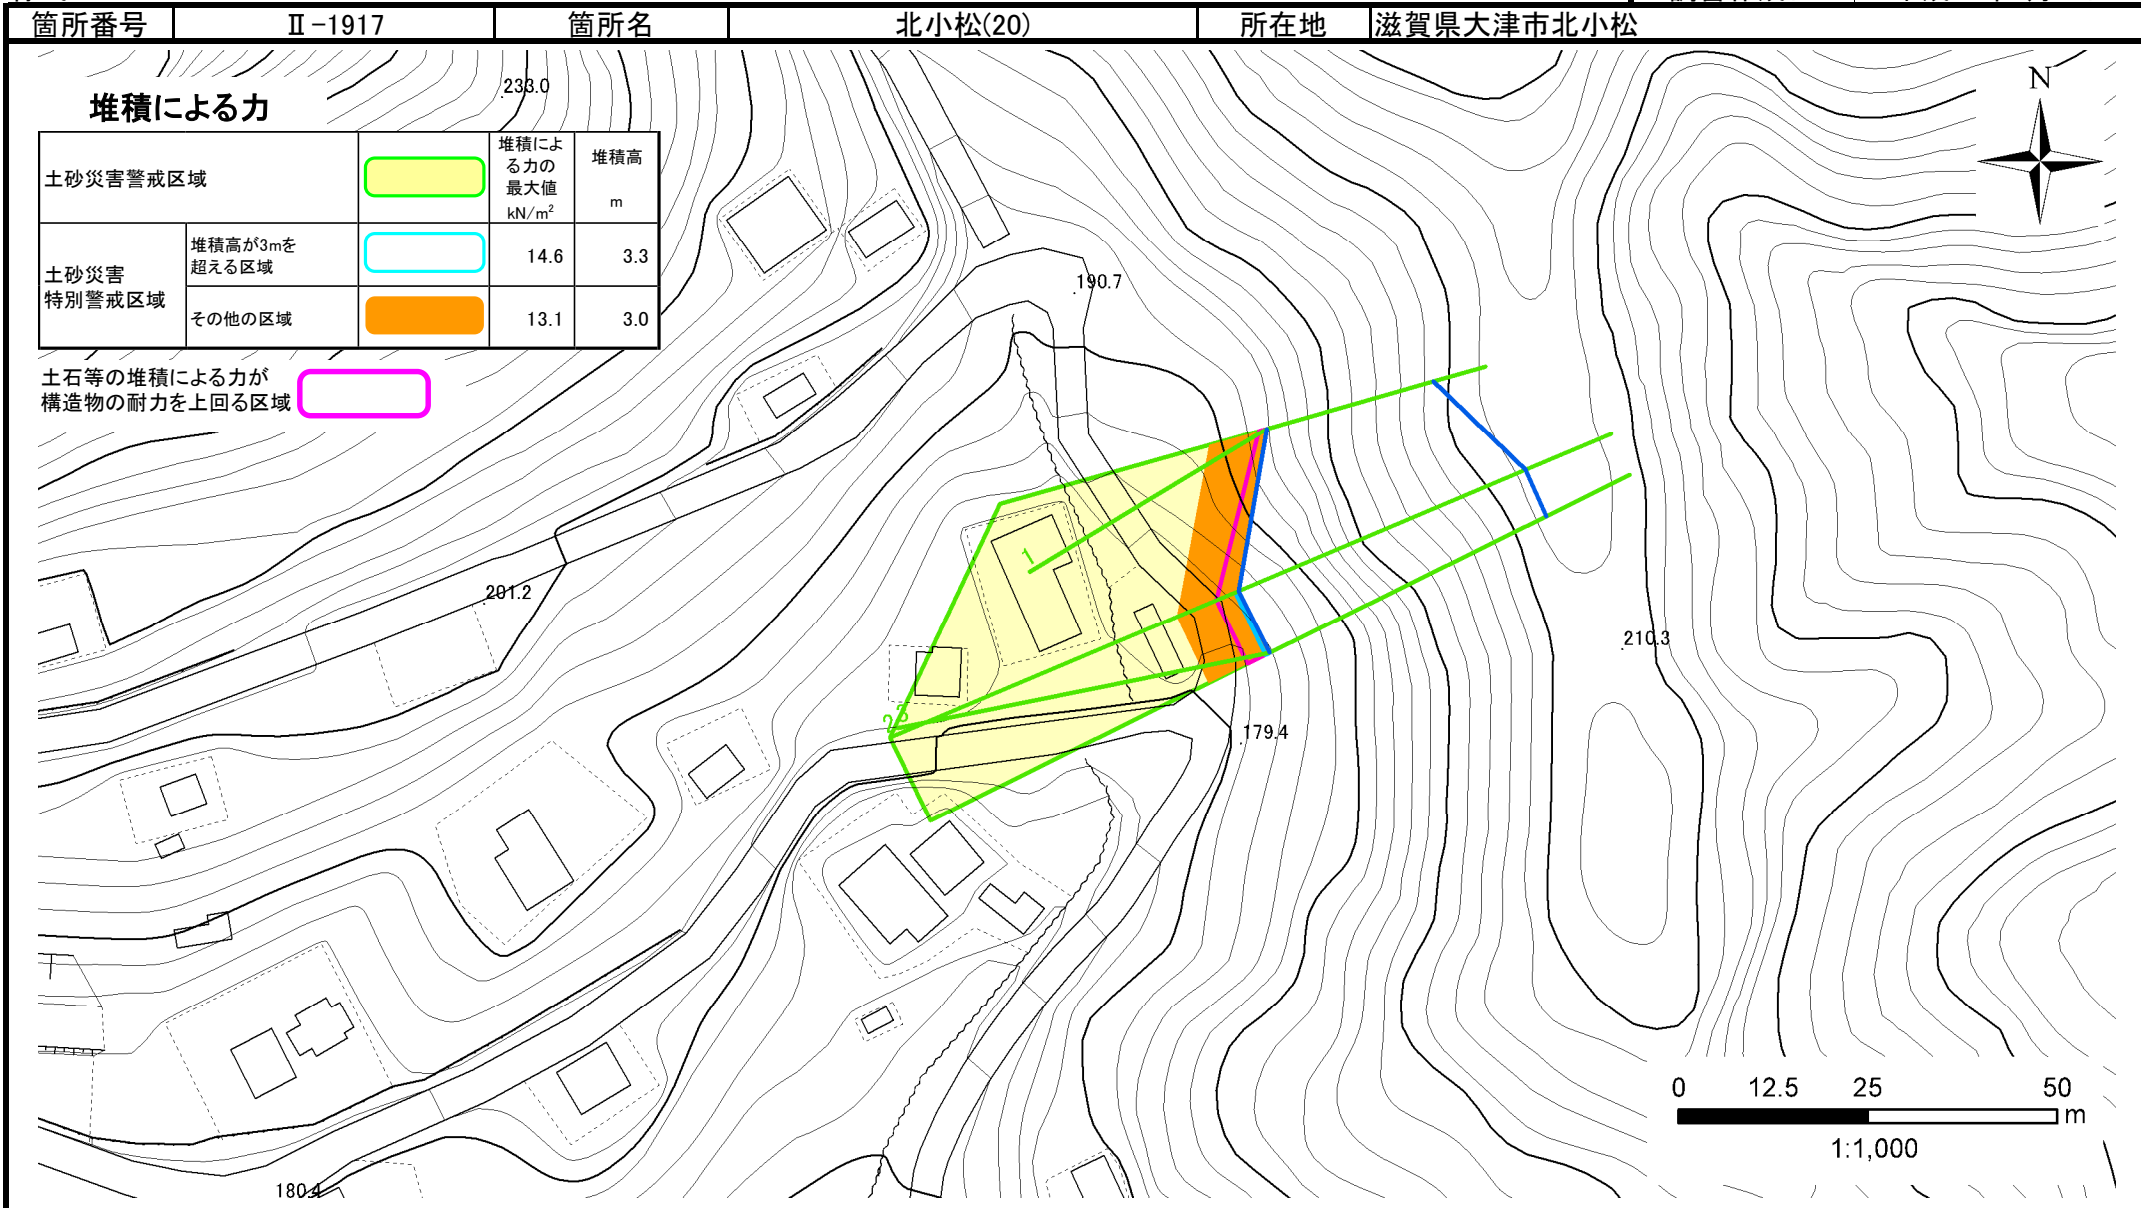 箇所番号 Ⅱ-1917 箇所名 北小松(20) 所在地 滋賀県大津市北小松
堆積による力
土砂災害警戒区域
堆積によ
る力の
最大値
kN/m²
堆積高
m
土砂災害
特別警戒区域
堆積高が3mを
超える区域
14.6 3.3
その他の区域
13.1 3.0
土石等の堆積による力が
構造物の耐力を上回る区域
N
233.0
190.7
201.2
210.3
179.4
180.4
1
2
3
0 12.5 25 50
m
1:1,000